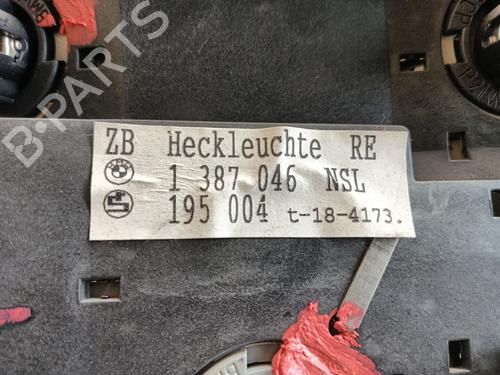 B-PARTS
ZB Heckleuchte RE
1 387 046 NSL
195 004 t-18-4173.